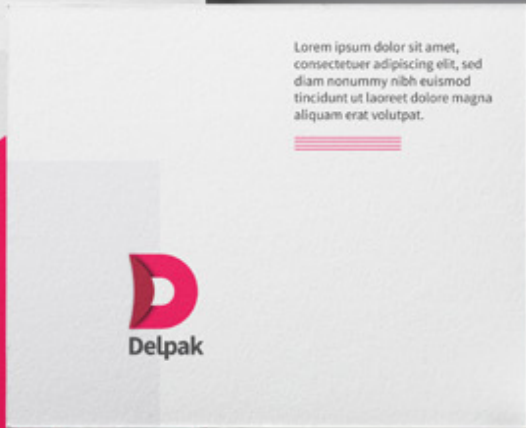 Lorem ipsum dolor sit amet,
consectetuer adipiscing elit, sed
diam nonummy nibh euismod
tincidunt ut laoreet dolore magna
aliquam erat volutpat.
Delpak